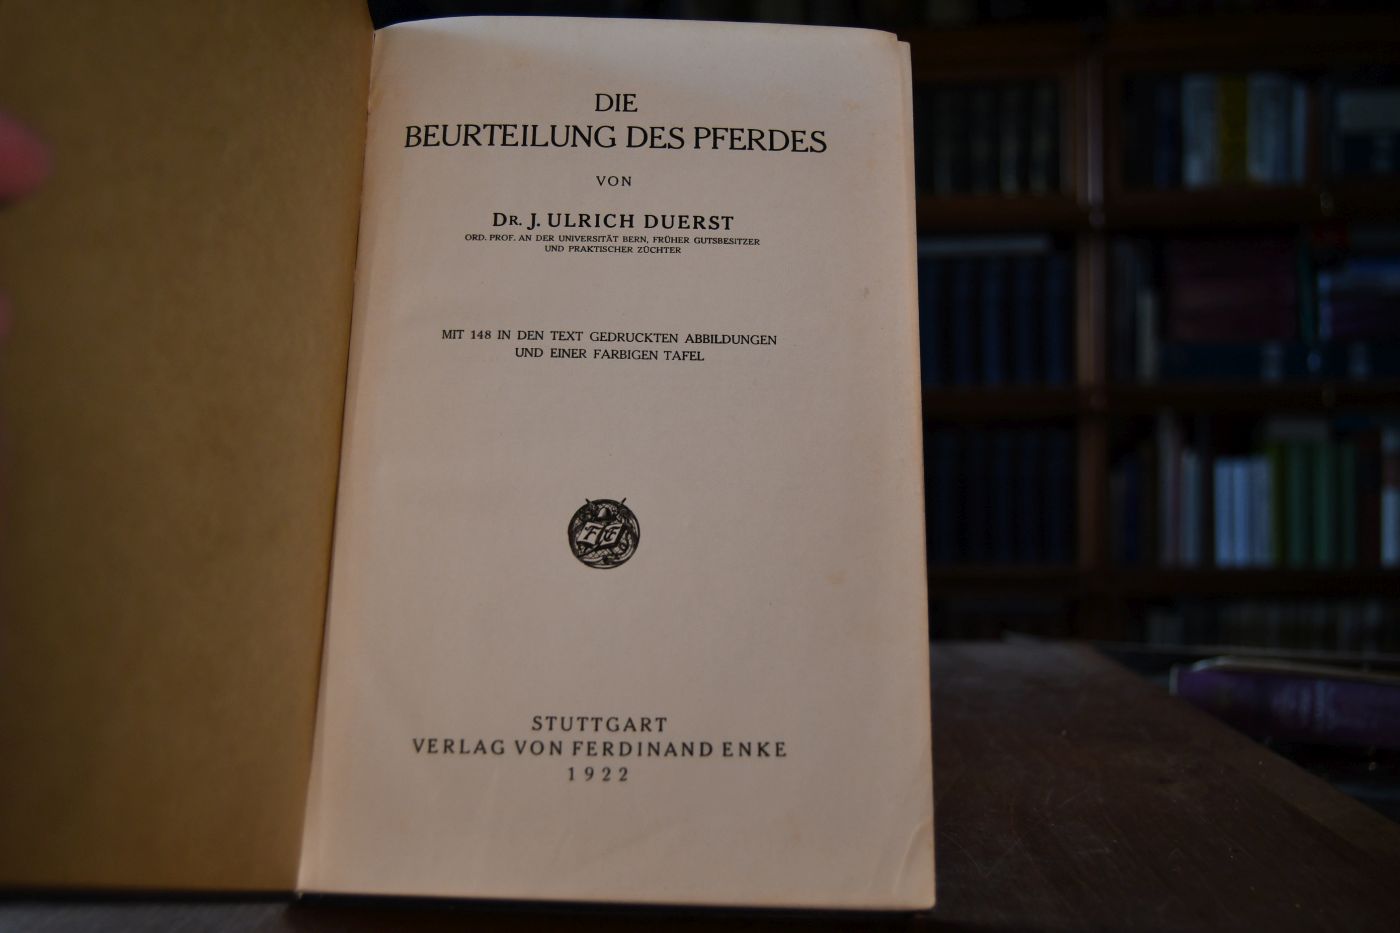 DIE
BEURTEILUNG DES PFERDES
VON
DR. J. ULRICH DUERST
ORD. PROF. AN DER UNIVERSITÄT BERN, FRÜHER GUTSBESITZER
UND PRAKTISCHER ZÜCHTER
MIT 148 IN DEN TEXT GEDRUCKTEN ABBILDUNGEN
UND EINER FARBIGEN TAFEL
F E
STUTTGART
VERLAG VON FERDINAND ENKE
1922